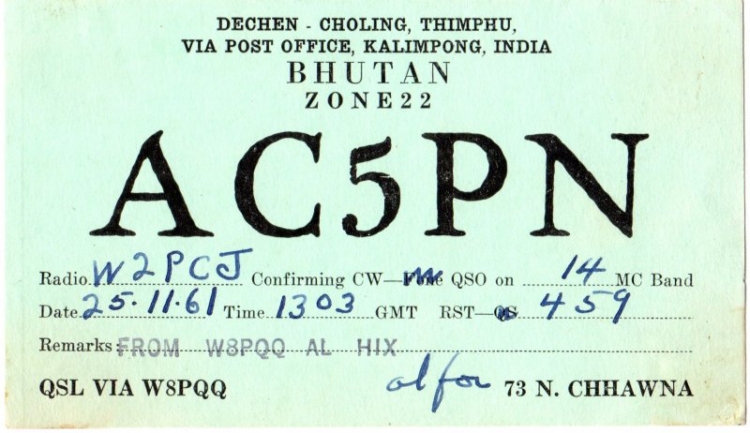 DECHEN - CHOLING, THIMPHU,
VIA POST OFFICE, KALIMPONG, INDIA
BHUTAN
ZONE 22
AC5PN
Radio W2PCJ Confirming CW—Fone QSO on 14 MC Band
Date 25.11.61 Time 1303 GMT RST— 459
Remarks: FROM W8PQQ AL HIX
QSL VIA W8PQQ al for 73 N. CHHAWNA